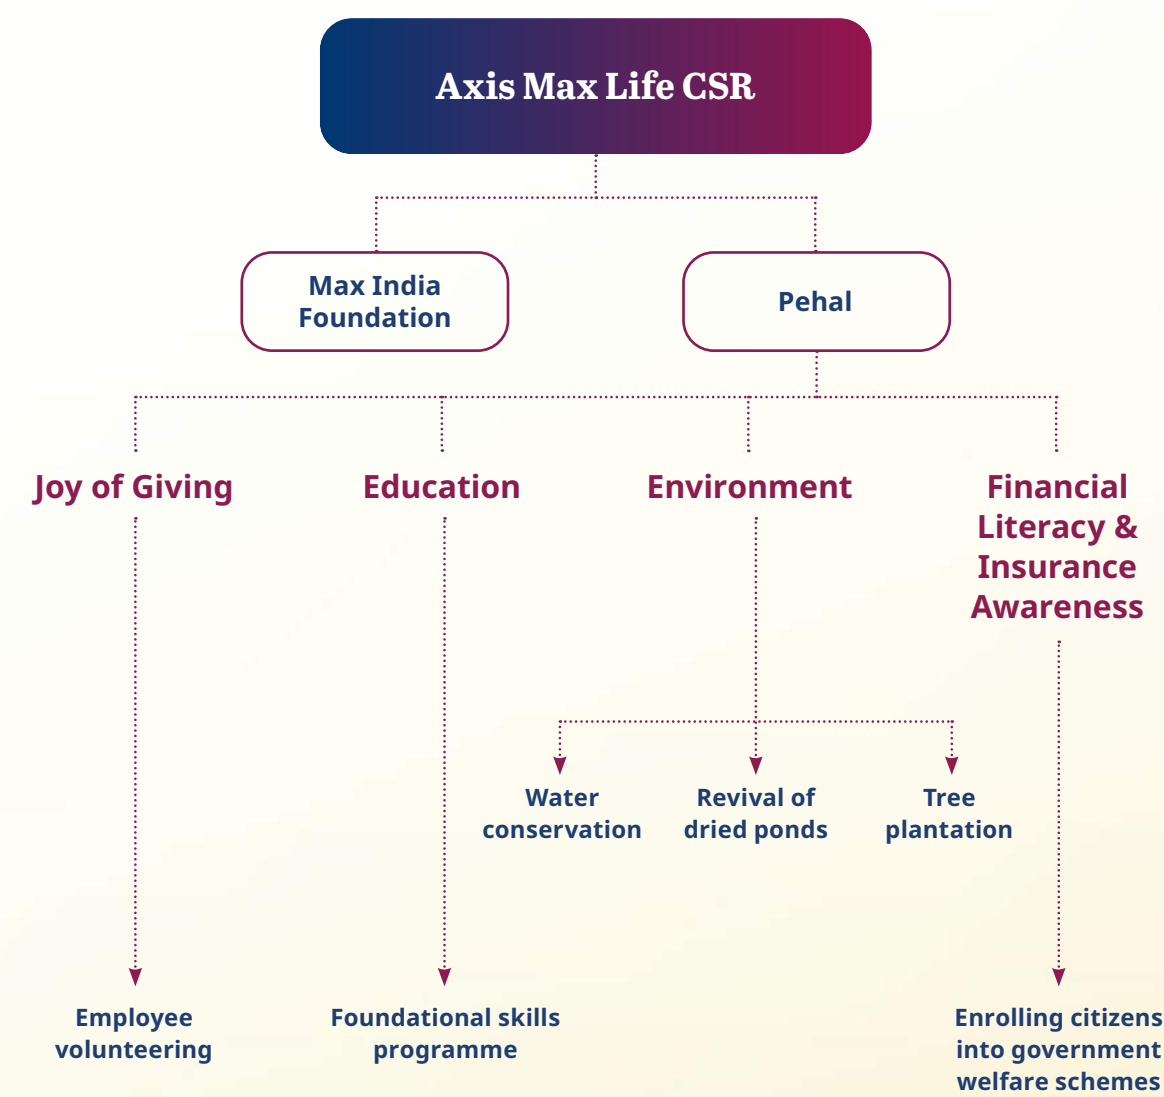 Axis Max Life CSR
Max India
Foundation
Pehal
Joy of Giving
Education
Environment
Financial
Literacy &
Insurance
Awareness
Water
conservation
Revival of
dried ponds
Tree
plantation
Employee
volunteering
Foundational skills
programme
Enrolling citizens
into government
welfare schemes